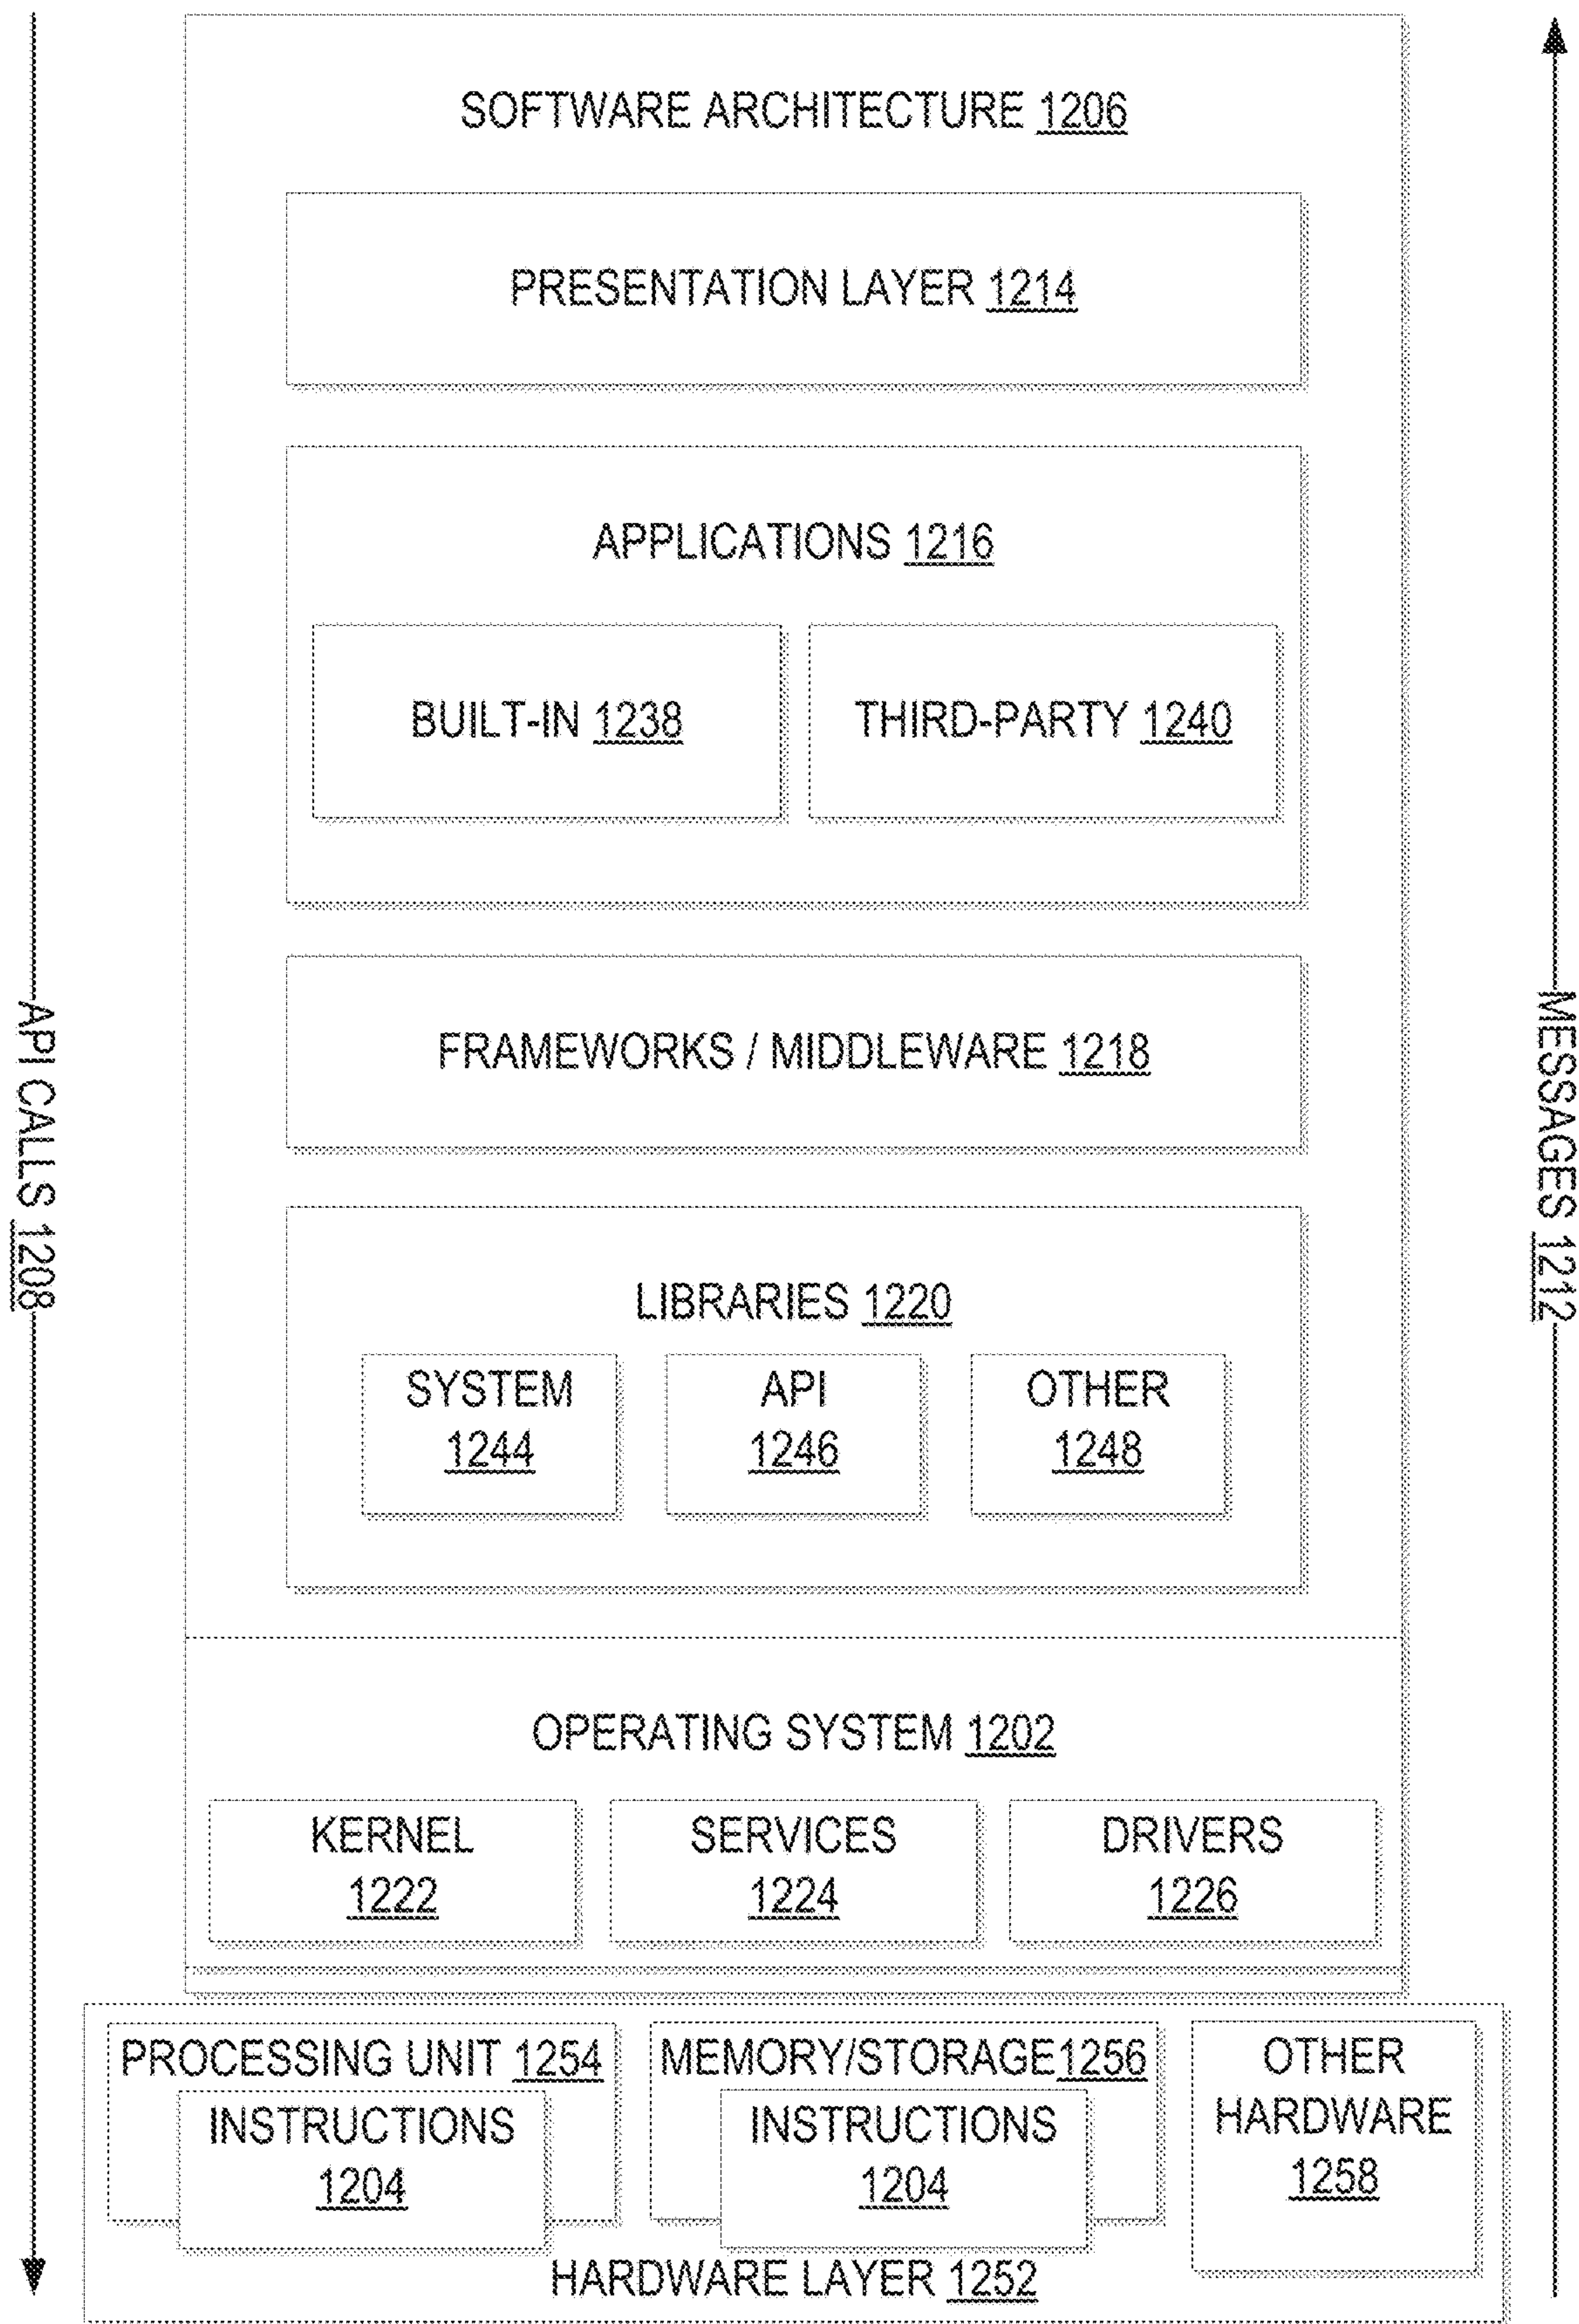 SOFTWARE ARCHITECTURE 1206
PRESENTATION LAYER 1214
APPLICATIONS 1216
BUILT-IN 1238
THIRD-PARTY 1240
FRAMEWORKS / MIDDLEWARE 1218
LIBRARIES 1220
SYSTEM
1244
API
1246
OTHER
1248
OPERATING SYSTEM 1202
KERNEL
1222
SERVICES
1224
DRIVERS
1226
PROCESSING UNIT 1254
INSTRUCTIONS
1204
MEMORY/STORAGE1256
INSTRUCTIONS
1204
OTHER
HARDWARE
1258
HARDWARE LAYER 1252
API CALLS 1208
MESSAGES 1212